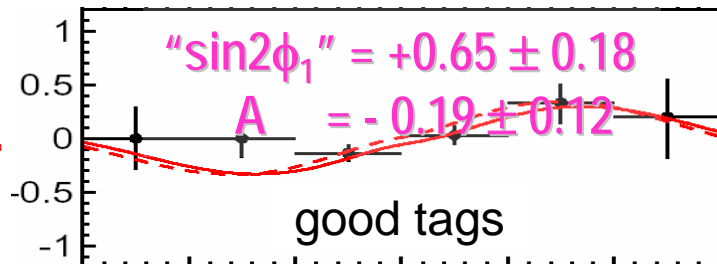 1
"sin2ϕ₁" = +0.65 ± 0.18
0.5
A = - 0.19 ± 0.12
0
-0.5
good tags
-1